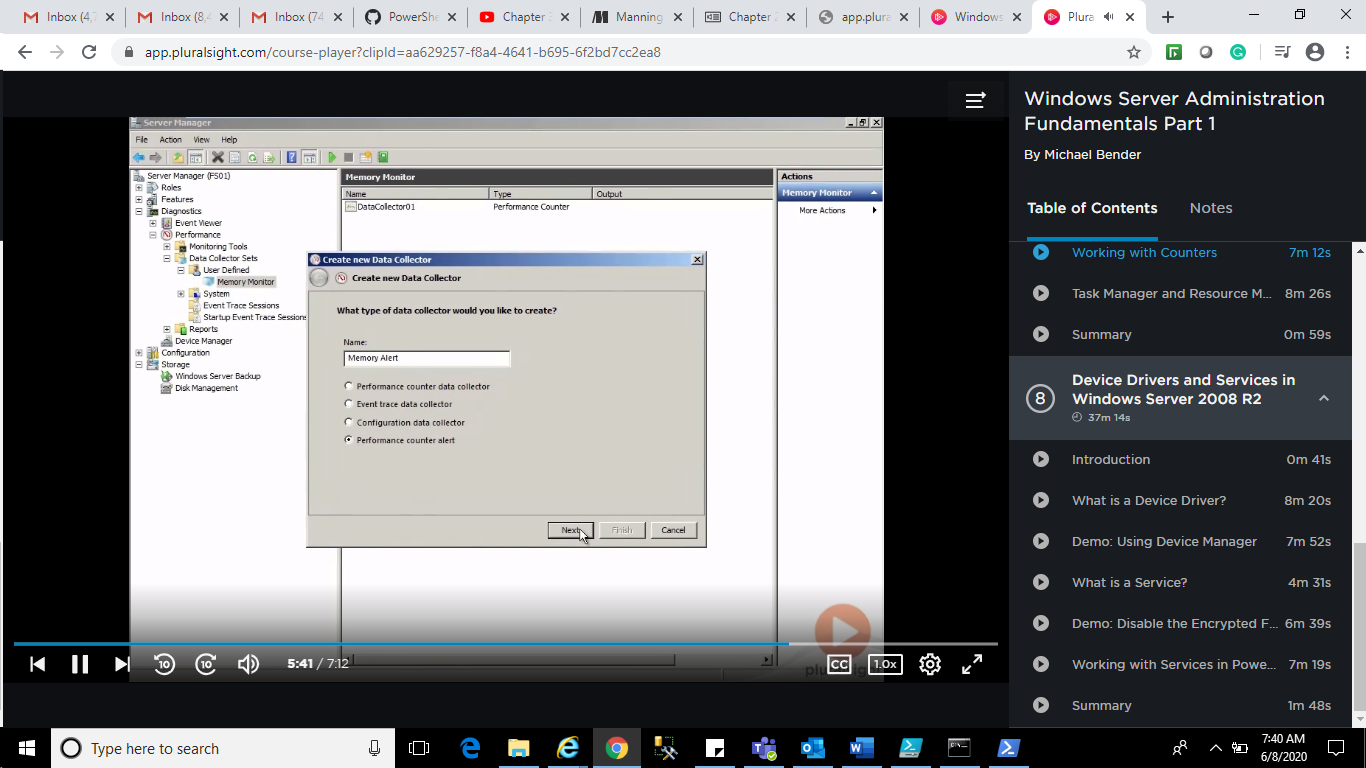 Inbox (4,
Inbox (8,4
Inbox (74
PowerShe
Chapter
Manning
Chapter
app.plura
Windows
Plura
app.pluralsight.com/course-player?clipId=aa629257-f8a4-4641-b695-6f2bd7cc2ea8
Server Manager
File Action View Help
Server Manager (FS01)
Roles
Features
Diagnostics
Event Viewer
Performance
Monitoring Tools
Data Collector Sets
User Defined
Memory Monitor
System
Event Trace Sessions
Startup Event Trace Sessions
Reports
Device Manager
Configuration
Storage
Windows Server Backup
Disk Management
Memory Monitor
Name Type Output
DataCollector01 Performance Counter
Actions
Memory Monitor
More Actions
Create new Data Collector
Create new Data Collector
What type of data collector would you like to create?
Name:
Memory Alert
Performance counter data collector
Event trace data collector
Configuration data collector
Performance counter alert
Next
Finish
Cancel
10
10
5:41 / 7:12
CC
1.0x
Windows Server Administration
Fundamentals Part 1
By Michael Bender
Table of Contents
Notes
Working with Counters 7m 12s
Task Manager and Resource M... 8m 26s
Summary 0m 59s
8
Device Drivers and Services in
Windows Server 2008 R2
37m 14s
Introduction 0m 41s
What is a Device Driver? 8m 20s
Demo: Using Device Manager 7m 52s
What is a Service? 4m 31s
Demo: Disable the Encrypted F... 6m 39s
Working with Services in Powe... 7m 19s
Summary 1m 48s
Type here to search
7:40 AM
6/8/2020